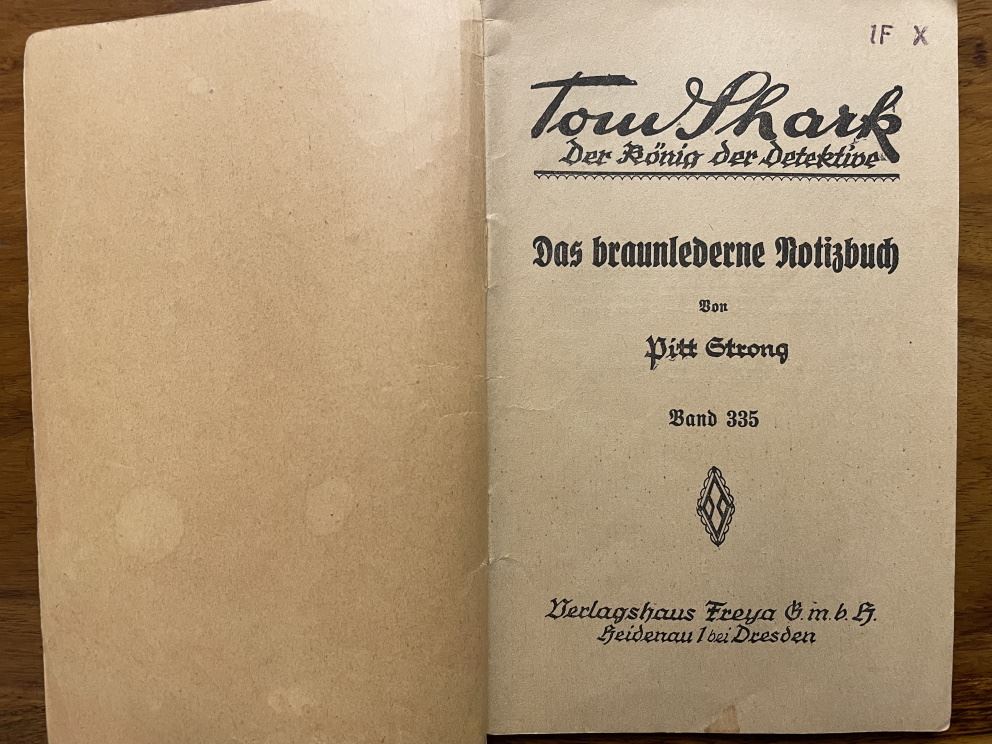 IF X
Tom Shark
Der König der Detektive
Das braunlederne Notizbuch
Von
Pitt Strong
Band 335
Verlagshaus Freya G.m.b.H.
Heidenau 1 bei Dresden